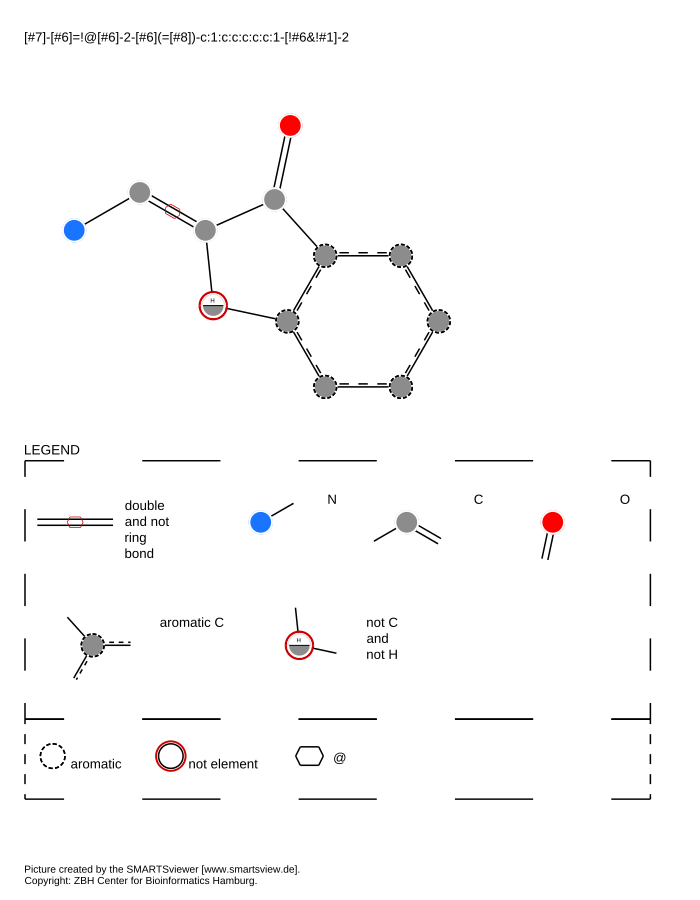 [#7]-[#6]=!@[#6]-2-[#6](=[#8])-c:1:c:c:c:c:c:1-[!#6&!#1]-2
H
LEGEND
double
and not
ring
bond
N
C
O
aromatic C
H
not C
and
not H
aromatic
not element
@
Picture created by the SMARTSviewer [www.smartsview.de].
Copyright: ZBH Center for Bioinformatics Hamburg.